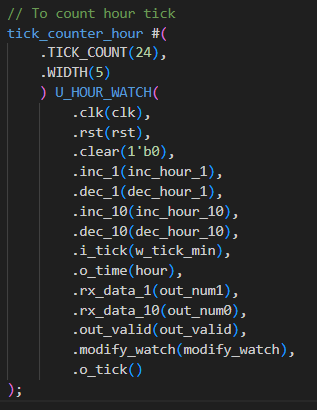 // To count hour tick
tick_counter_hour #(
    .TICK_COUNT(24),
    .WIDTH(5)
    ) U_HOUR_WATCH(
        .clk(clk),
        .rst(rst),
        .clear(1'b0),
        .inc_1(inc_hour_1),
        .dec_1(dec_hour_1),
        .inc_10(inc_hour_10),
        .dec_10(dec_hour_10),
        .i_tick(w_tick_min),
        .o_time(hour),
        .rx_data_1(out_num1),
        .rx_data_10(out_num0),
        .out_valid(out_valid),
        .modify_watch(modify_watch),
        .o_tick()
);